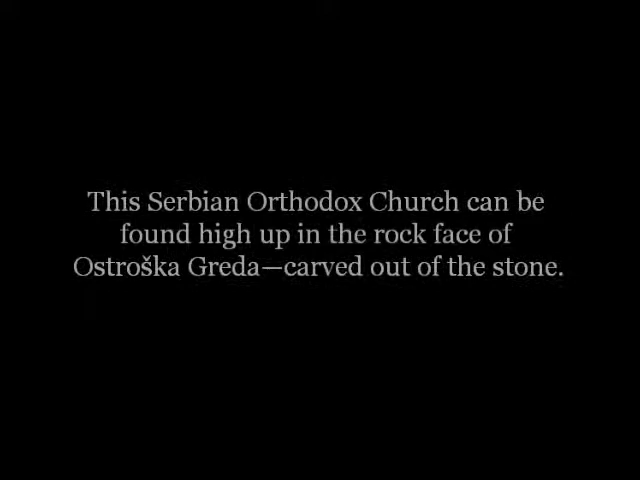 This Serbian Orthodox Church can be
found high up in the rock face of
Ostroška Greda—carved out of the stone.